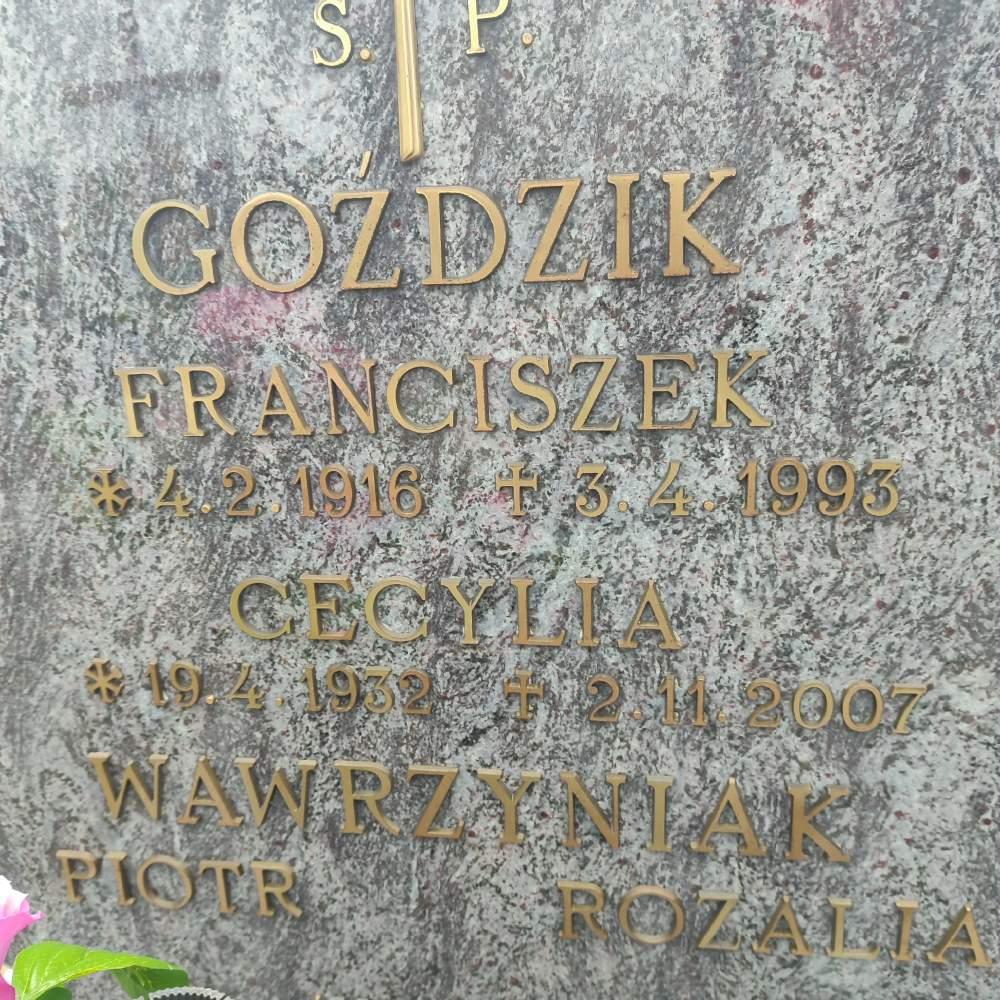 Ś. P.
GOŹDZIK
FRANCISZEK
* 4.2.1916 † 3.4.1993
CECYLIA
* 19.4.1932 † 2.11.2007
WAWRZYNIAK
PIOTR ROZALIA